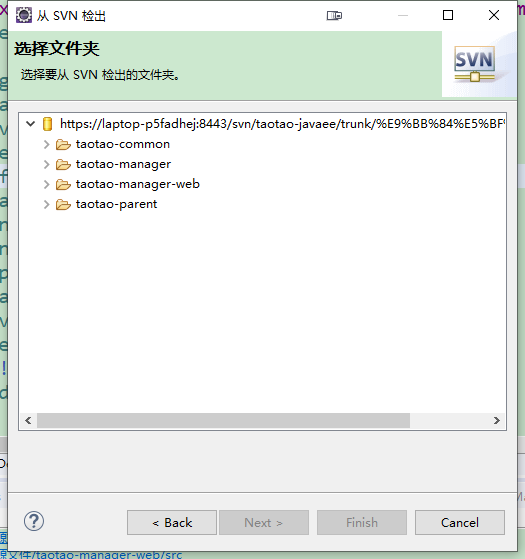 从 SVN 检出
选择文件夹
选择要从 SVN 检出的文件夹。
SVN
https://laptop-p5fadhej:8443/svn/taotao-javaee/trunk/%E9%BB%84%E5%BF%
taotao-common
taotao-manager
taotao-manager-web
taotao-parent
< Back
Next >
Finish
Cancel
源文件/taotao-manager-web/src